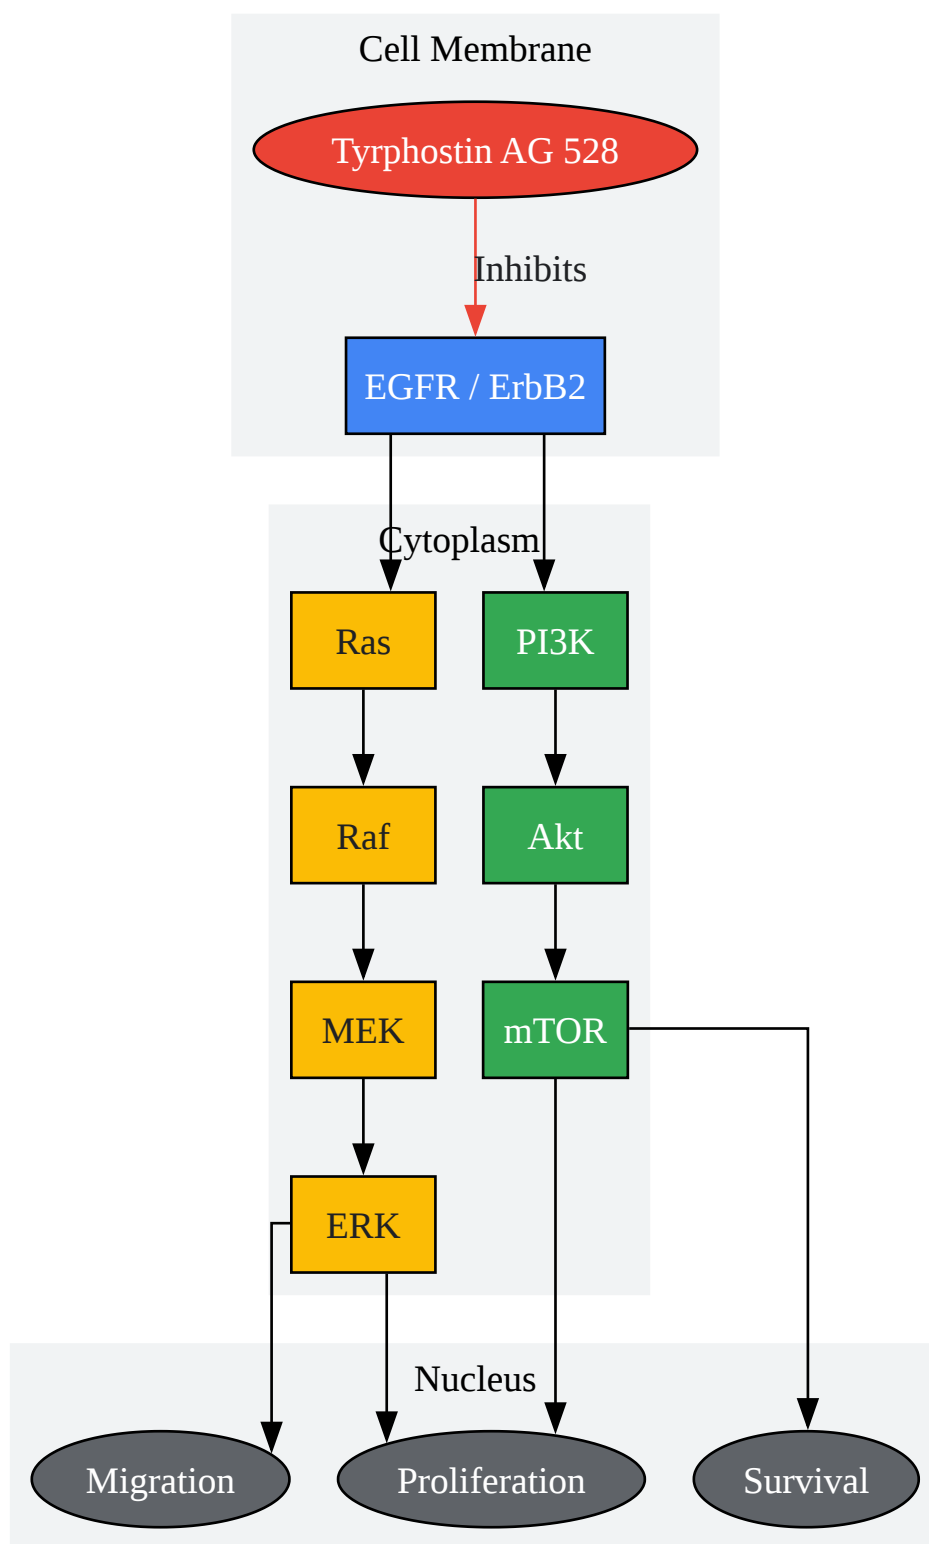 Cell Membrane
Tyrphostin AG 528
Inhibits
EGFR / ErbB2
Cytoplasm
Ras
PI3K
Raf
Akt
MEK
mTOR
ERK
Nucleus
Migration
Proliferation
Survival